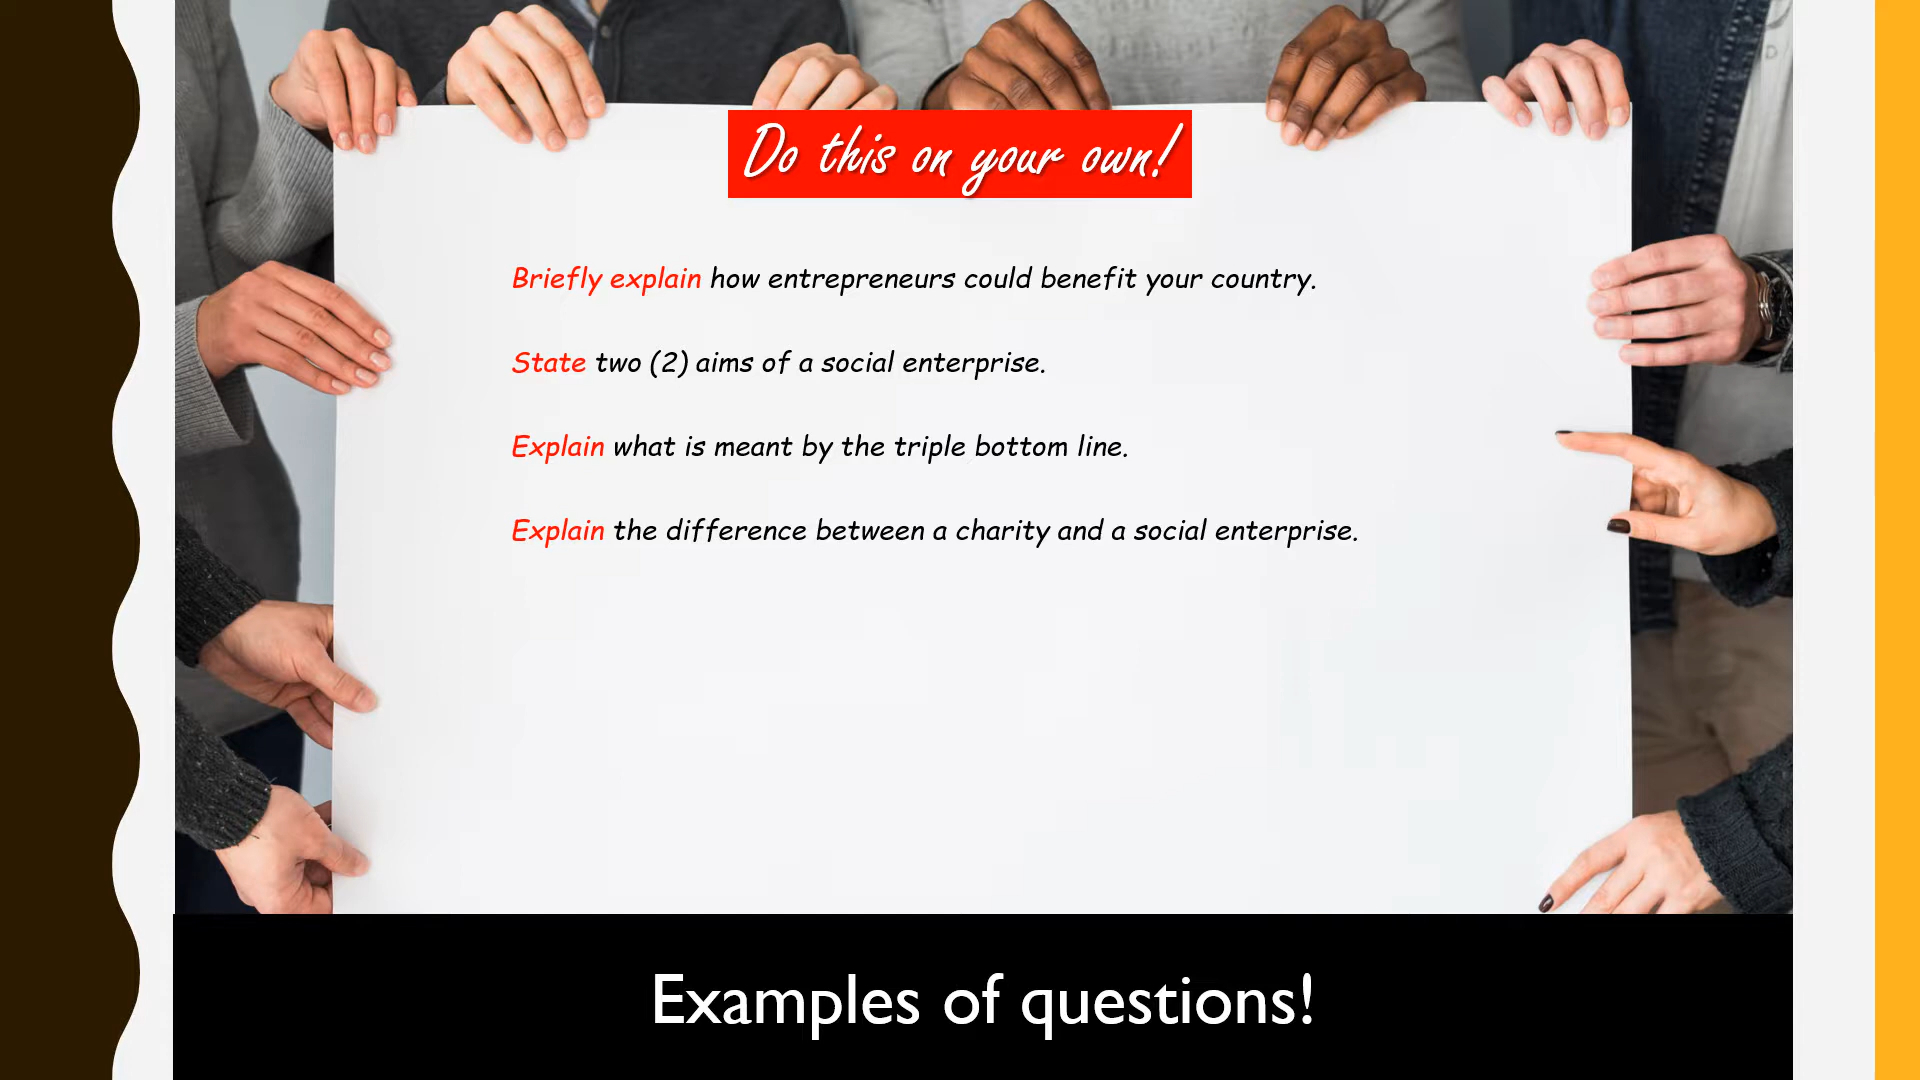 Do this on your own!
Briefly explain how entrepreneurs could benefit your country.
State two (2) aims of a social enterprise.
Explain what is meant by the triple bottom line.
Explain the difference between a charity and a social enterprise.
Examples of questions!